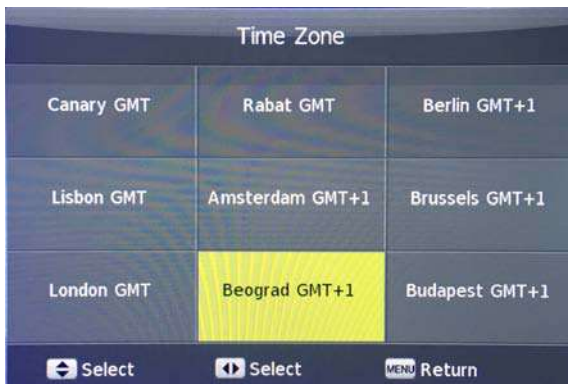 Time Zone
Canary GMT Rabat GMT Berlin GMT+1
Lisbon GMT Amsterdam GMT+1 Brussels GMT+1
London GMT Beograd GMT+1 Budapest GMT+1
Select Select MENU Return